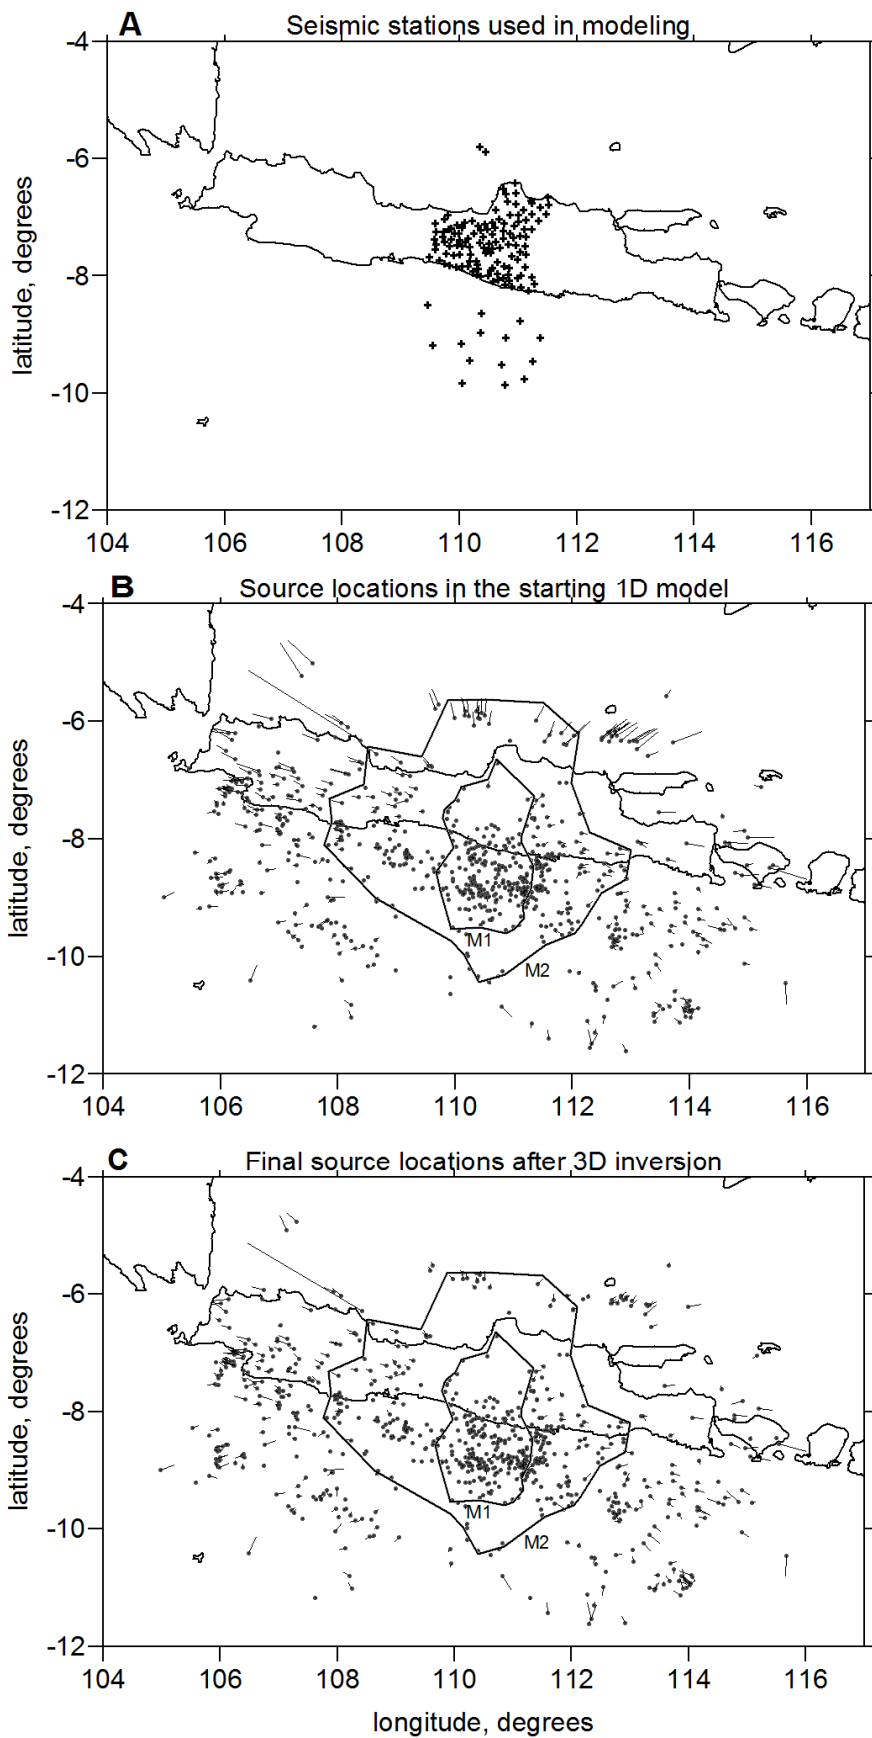 A Seismic stations used in modeling
-4
-6
-8
-10
-12
latitude, degrees
104 106 108 110 112 114 116
B Source locations in the starting 1D model
-4
-6
-8
-10
-12
latitude, degrees
M1
M2
104 106 108 110 112 114 116
C Final source locations after 3D inversion
-4
-6
-8
-10
-12
latitude, degrees
M1
M2
104 106 108 110 112 114 116
longitude, degrees